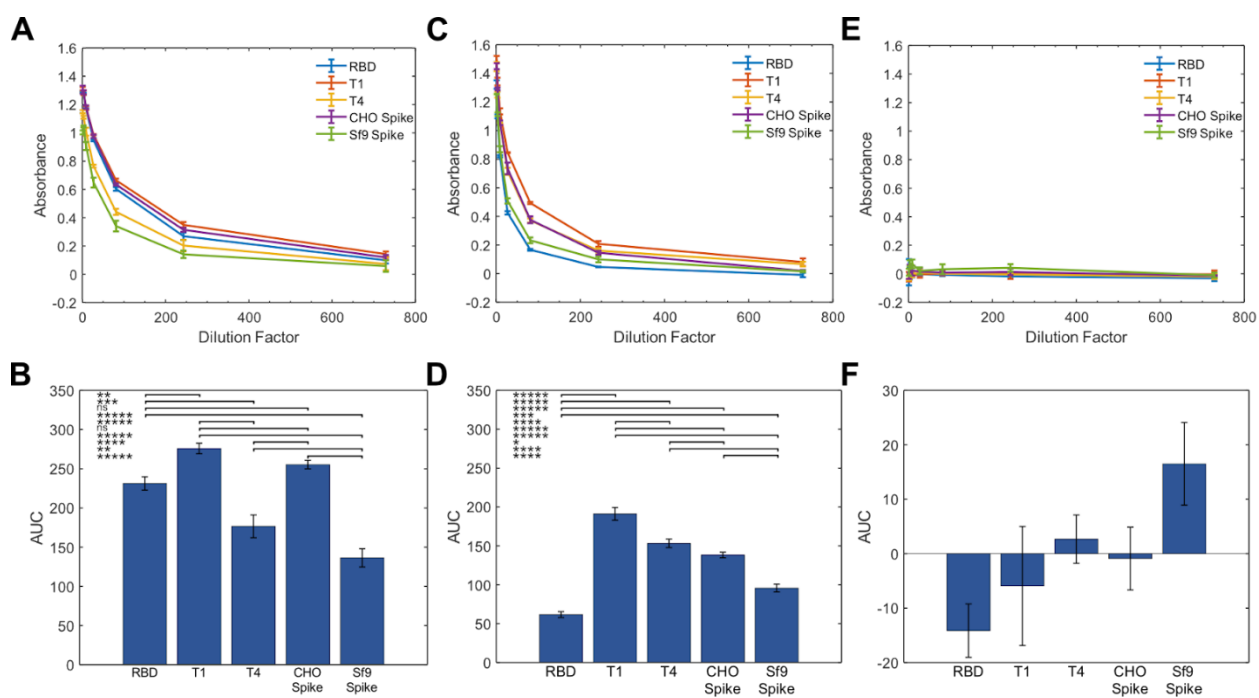 A
1.6
1.4
1.2
1
0.8
0.6
0.4
0.2
0
-0.2
Absorbance
0
200
400
600
800
Dilution Factor
RBD
T1
T4
CHO Spike
Sf9 Spike
C
1.6
1.4
1.2
1
0.8
0.6
0.4
0.2
0
-0.2
Absorbance
0
200
400
600
800
Dilution Factor
RBD
T1
T4
CHO Spike
Sf9 Spike
E
1.6
1.4
1.2
1
0.8
0.6
0.4
0.2
0
-0.2
Absorbance
0
200
400
600
800
Dilution Factor
RBD
T1
T4
CHO Spike
Sf9 Spike
B
350
300
250
200
150
100
50
0
AUC
**
***
ns
*****
*****
ns
*****
****
**
*****
RBD
T1
T4
CHO
Spike
Sf9
Spike
D
350
300
250
200
150
100
50
0
AUC
*****
*****
*****
RBD
T1
T4
CHO
Spike
Sf9
Spike
F
30
20
10
0
-10
-20
AUC
RBD
T1
T4
CHO
Spike
Sf9
Spike